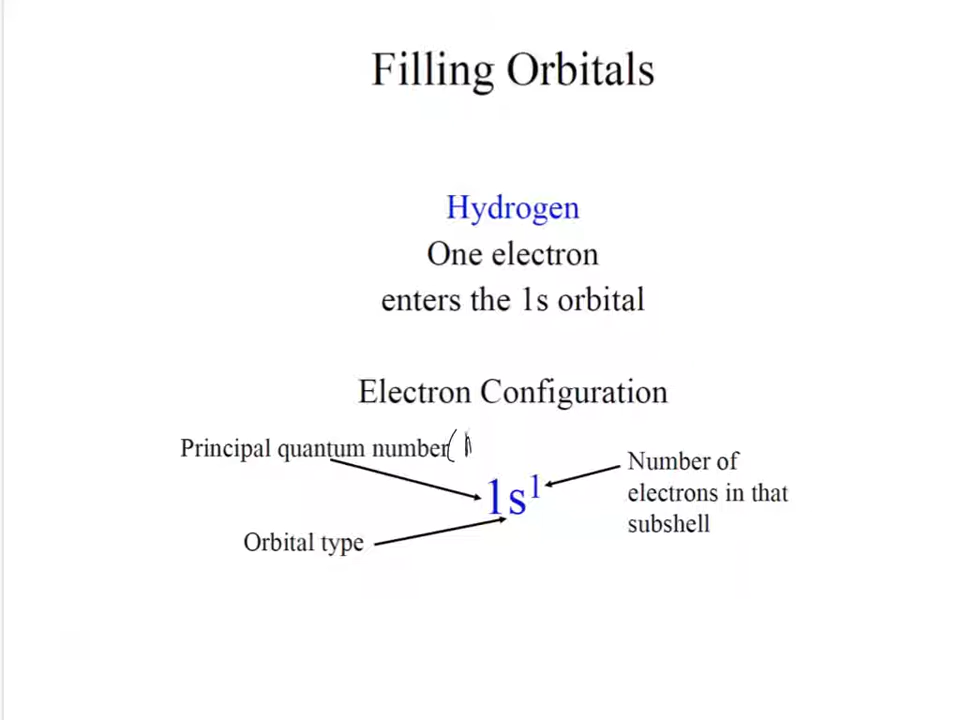 Filling Orbitals
Hydrogen
One electron
enters the 1s orbital
Electron Configuration
Principal quantum number (n
Number of
electrons in that
subshell
1s¹
Orbital type